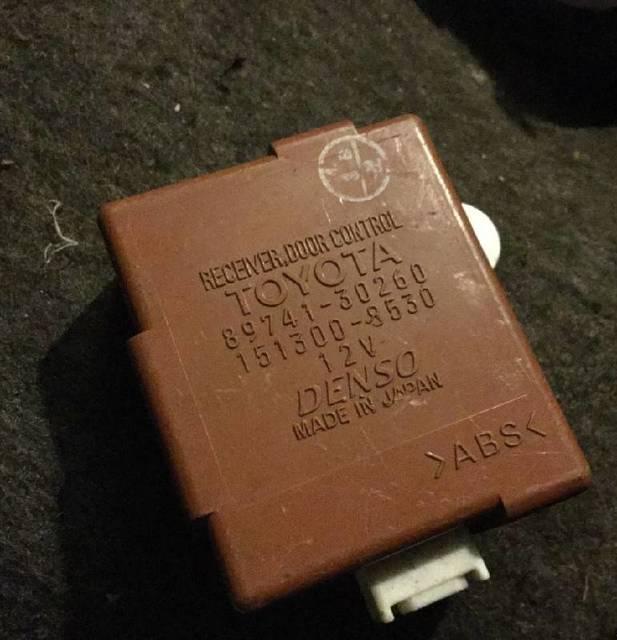 RECEIVER,DOOR CONTROL
TOYOTA
89741-30260
151300-8530
12V
DENSO
MADE IN JAPAN
>ABS<